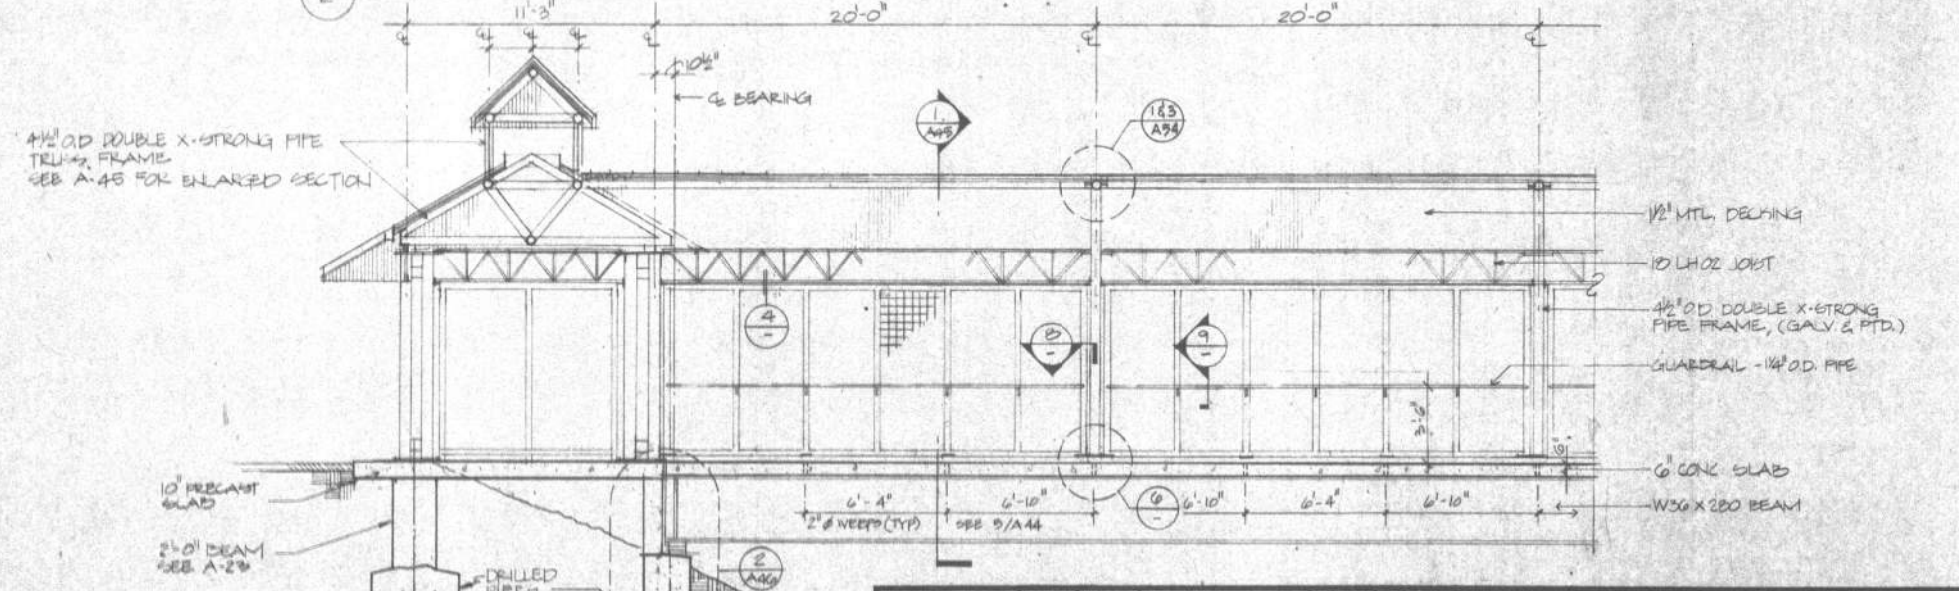 11'-3"
20'-0"
20'-0"
10½"
℄ BEARING
1
A45
1&3
A54
4½" O.D DOUBLE X-STRONG PIPE
TRUSS FRAME
SEE A-45 FOR ENLARGED SECTION
1½" MTL. DECKING
18 LH02 JOIST
4½" O.D DOUBLE X-STRONG
PIPE FRAME, (GALV. & PTD.)
4
-
8
-
9
-
GUARDRAIL - 1¼" O.D. PIPE
3'-6"
6"
6" CONC SLAB
10" PRECAST
SLAB
6'-4"
6'-10"
6
-
6'-10"
6'-4"
6'-10"
W36 X 280 BEAM
2" ø WEEPS (TYP)
SEE 5/A44
2'-0" BEAM
SEE A-23
2
A46
DRILLED